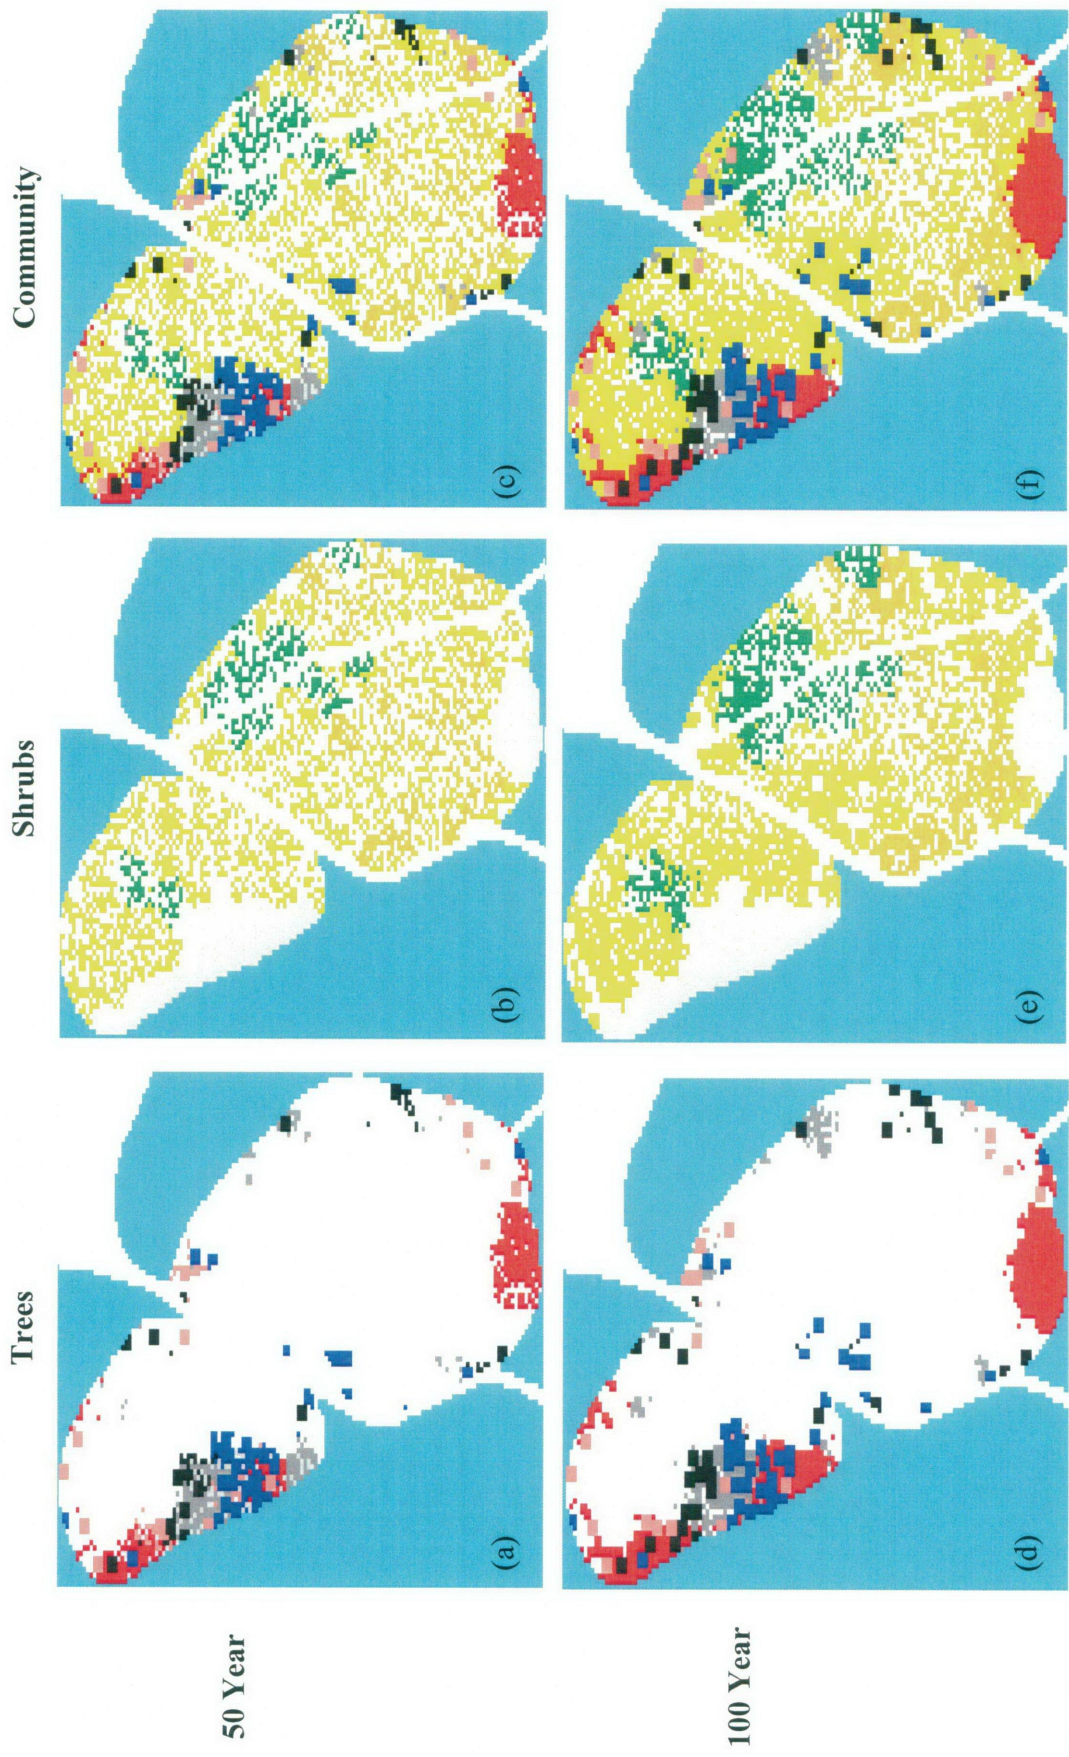 Trees
Shrubs
Community
50 Year
(a)
(b)
(c)
100 Year
(d)
(e)
(f)